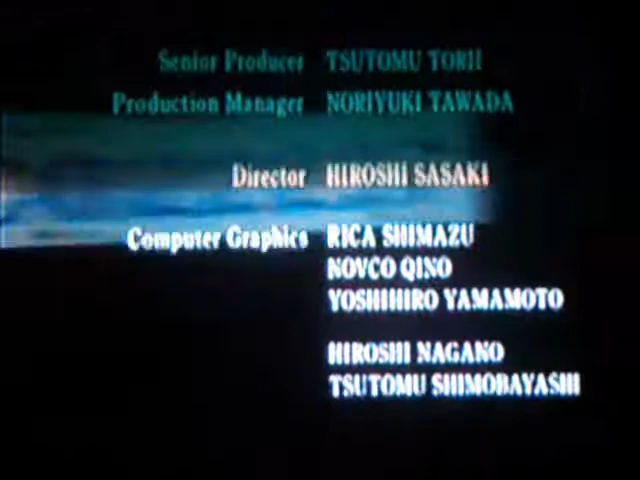 Senior Producer TSUTOMU TORII
Production Manager NORIYUKI TAWADA
Director HIROSHI SASAKI
Computer Graphics RICA SHIMAZU
NOVCO QINO
YOSHIHIRO YAMAMOTO
HIROSHI NAGANO
TSUTOMU SHIMOBAYASHI